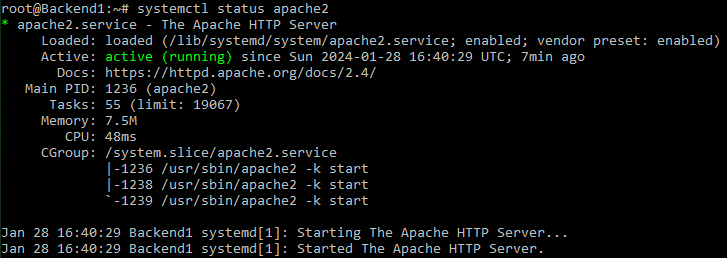 root@Backend1:~# systemctl status apache2
* apache2.service - The Apache HTTP Server
Loaded: loaded (/lib/systemd/system/apache2.service; enabled; vendor preset: enabled)
Active: active (running) since Sun 2024-01-28 16:40:29 UTC; 7min ago
Docs: https://httpd.apache.org/docs/2.4/
Main PID: 1236 (apache2)
Tasks: 55 (limit: 19067)
Memory: 7.5M
CPU: 48ms
CGroup: /system.slice/apache2.service
|-1236 /usr/sbin/apache2 -k start
|-1238 /usr/sbin/apache2 -k start
`-1239 /usr/sbin/apache2 -k start
Jan 28 16:40:29 Backend1 systemd[1]: Starting The Apache HTTP Server...
Jan 28 16:40:29 Backend1 systemd[1]: Started The Apache HTTP Server.